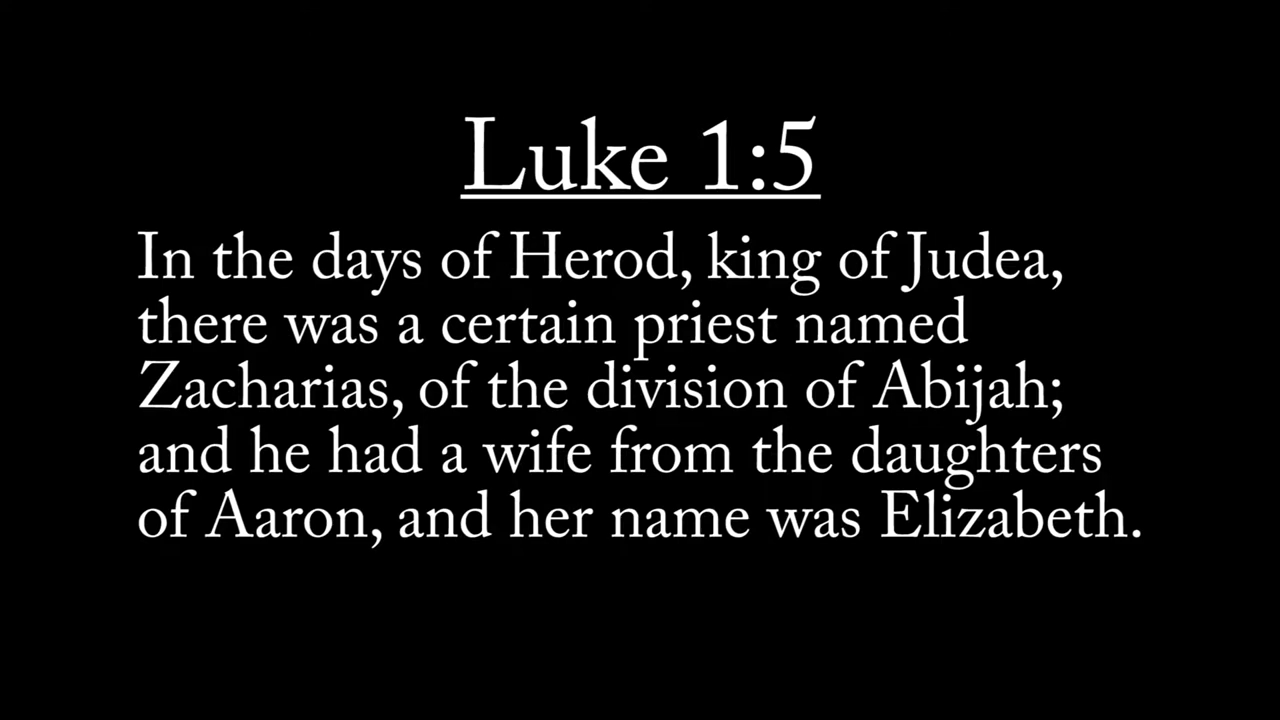 Luke 1:5
In the days of Herod, king of Judea,
there was a certain priest named
Zacharias, of the division of Abijah;
and he had a wife from the daughters
of Aaron, and her name was Elizabeth.